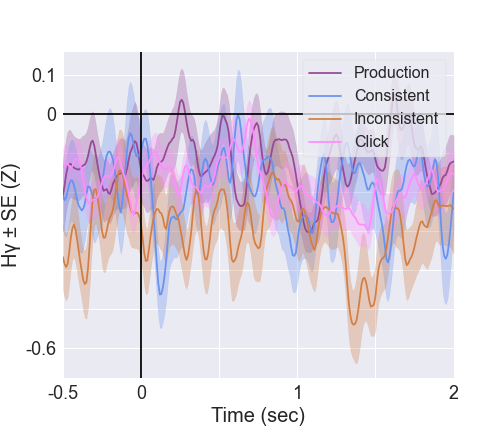 Production
Consistent
Inconsistent
Click
0.1
0
-0.6
Hγ ± SE (Z)
-0.5
0
1
2
Time (sec)